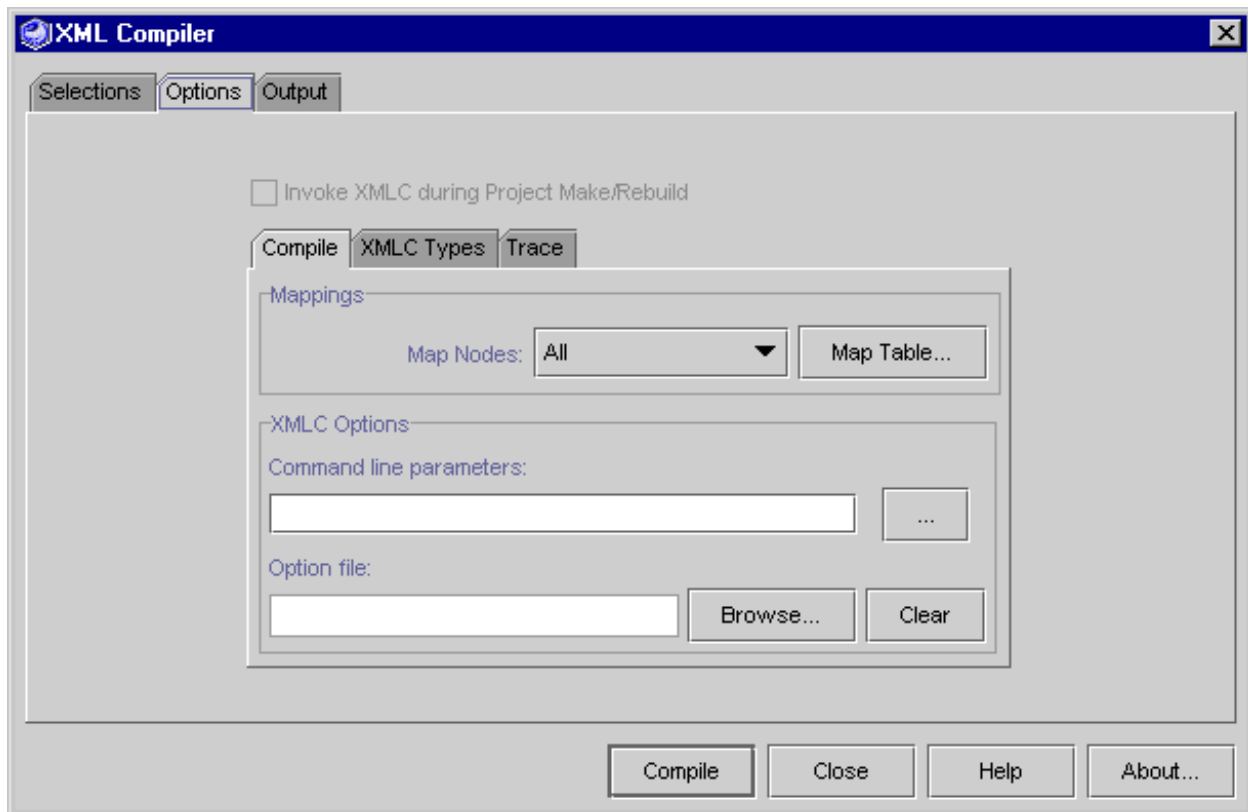 XML Compiler
Selections Options Output
Invoke XMLC during Project Make/Rebuild
Compile XMLC Types Trace
Mappings
Map Nodes: All Map Table...
XMLC Options
Command line parameters:
...
Option file:
Browse... Clear
Compile Close Help About...